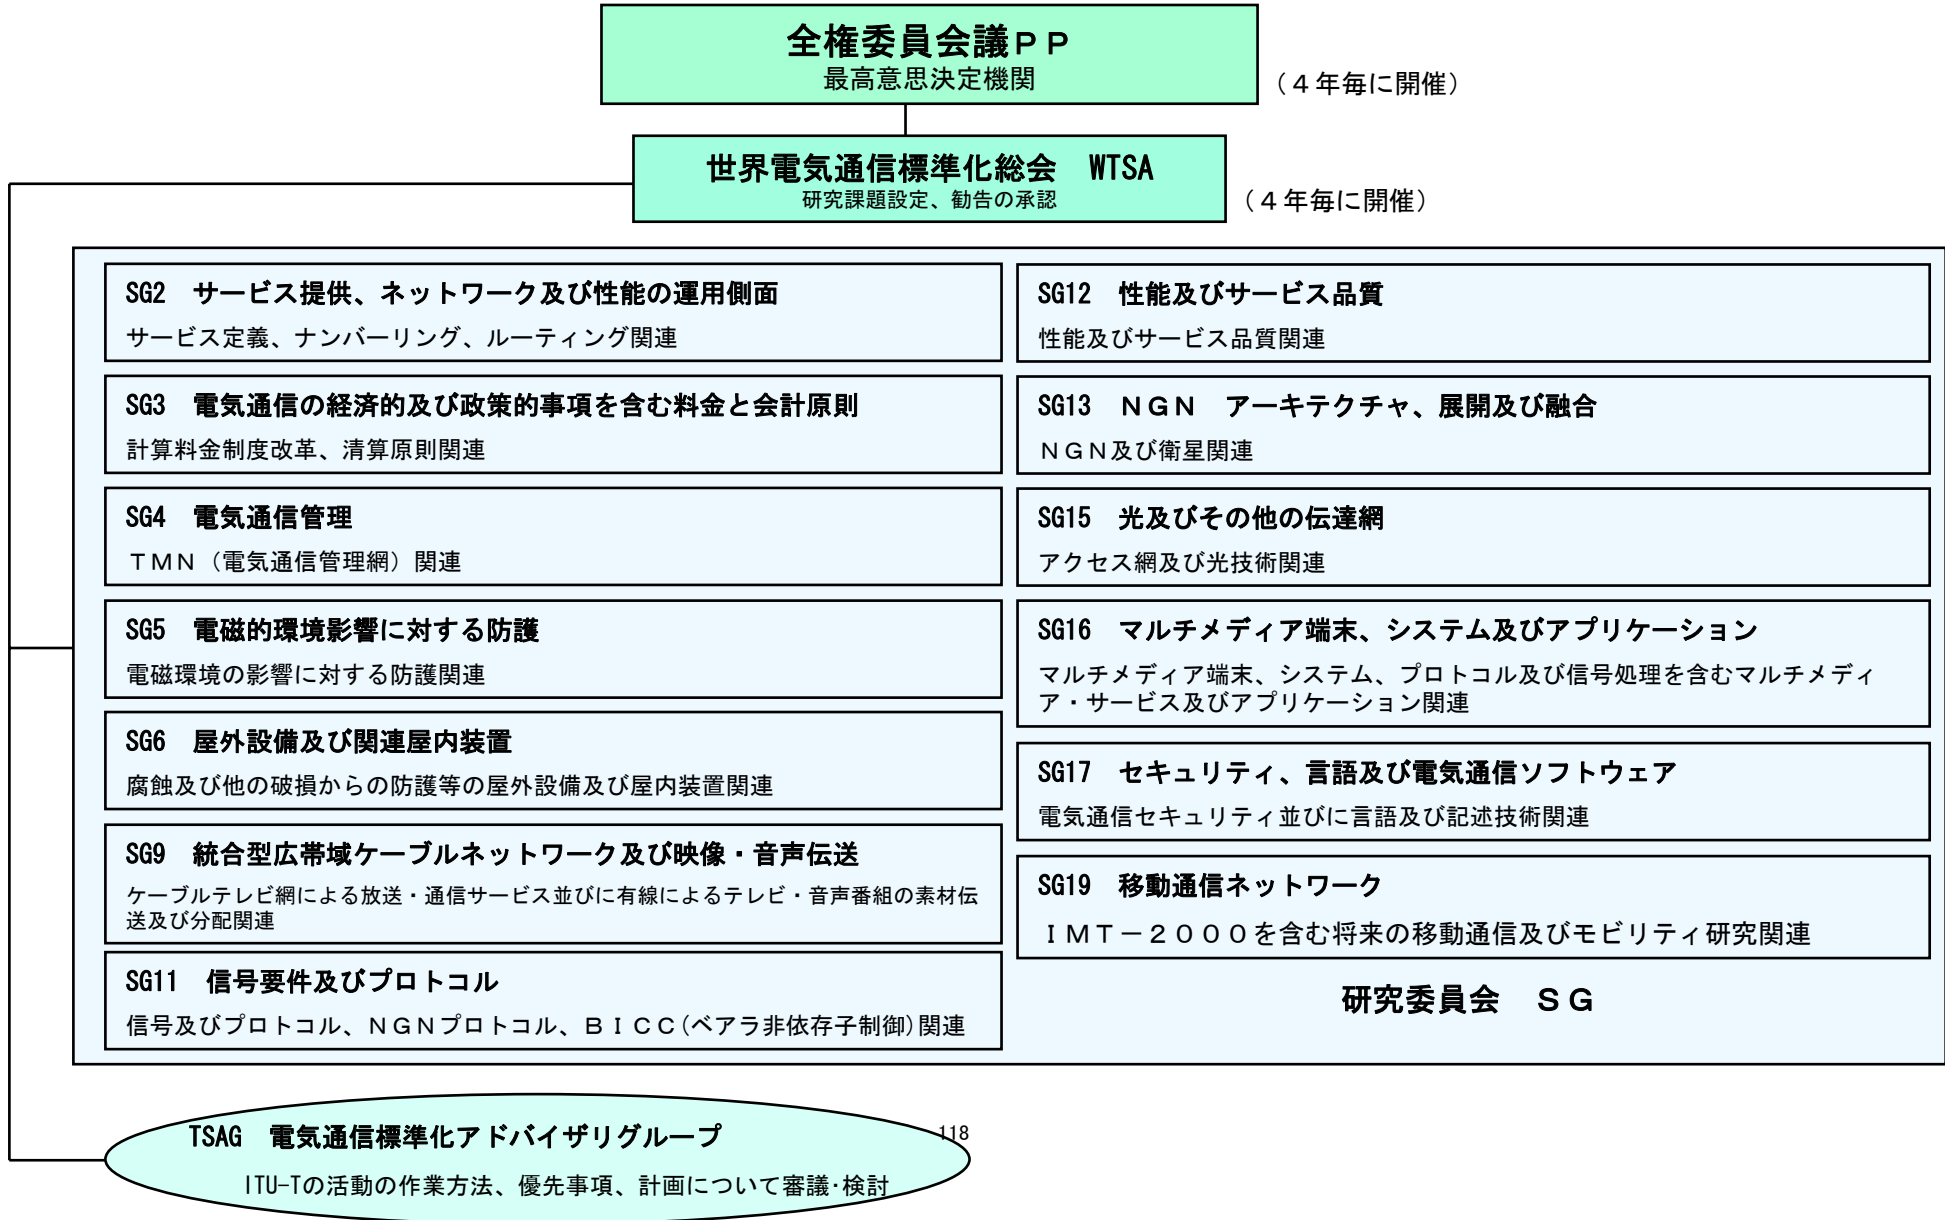 全権委員会議ＰＰ
最高意思決定機関
（４年毎に開催）
世界電気通信標準化総会　WTSA
研究課題設定、勧告の承認
（４年毎に開催）
SG2　サービス提供、ネットワーク及び性能の運用側面
サービス定義、ナンバーリング、ルーティング関連
SG3　電気通信の経済的及び政策的事項を含む料金と会計原則
計算料金制度改革、清算原則関連
SG4　電気通信管理
ＴＭＮ（電気通信管理網）関連
SG5　電磁的環境影響に対する防護
電磁環境の影響に対する防護関連
SG6　屋外設備及び関連屋内装置
腐蝕及び他の破損からの防護等の屋外設備及び屋内装置関連
SG9　統合型広帯域ケーブルネットワーク及び映像・音声伝送
ケーブルテレビ網による放送・通信サービス並びに有線によるテレビ・音声番組の素材伝
送及び分配関連
SG11　信号要件及びプロトコル
信号及びプロトコル、ＮＧＮプロトコル、ＢＩＣＣ(ベアラ非依存子制御)関連
SG12　性能及びサービス品質
性能及びサービス品質関連
SG13　ＮＧＮ　アーキテクチャ、展開及び融合
ＮＧＮ及び衛星関連
SG15　光及びその他の伝達網
アクセス網及び光技術関連
SG16　マルチメディア端末、システム及びアプリケーション
マルチメディア端末、システム、プロトコル及び信号処理を含むマルチメディ
ア・サービス及びアプリケーション関連
SG17　セキュリティ、言語及び電気通信ソフトウェア
電気通信セキュリティ並びに言語及び記述技術関連
SG19　移動通信ネットワーク
ＩＭＴ－２０００を含む将来の移動通信及びモビリティ研究関連
研究委員会　ＳＧ
TSAG　電気通信標準化アドバイザリグループ
118
ITU-Tの活動の作業方法、優先事項、計画について審議･検討